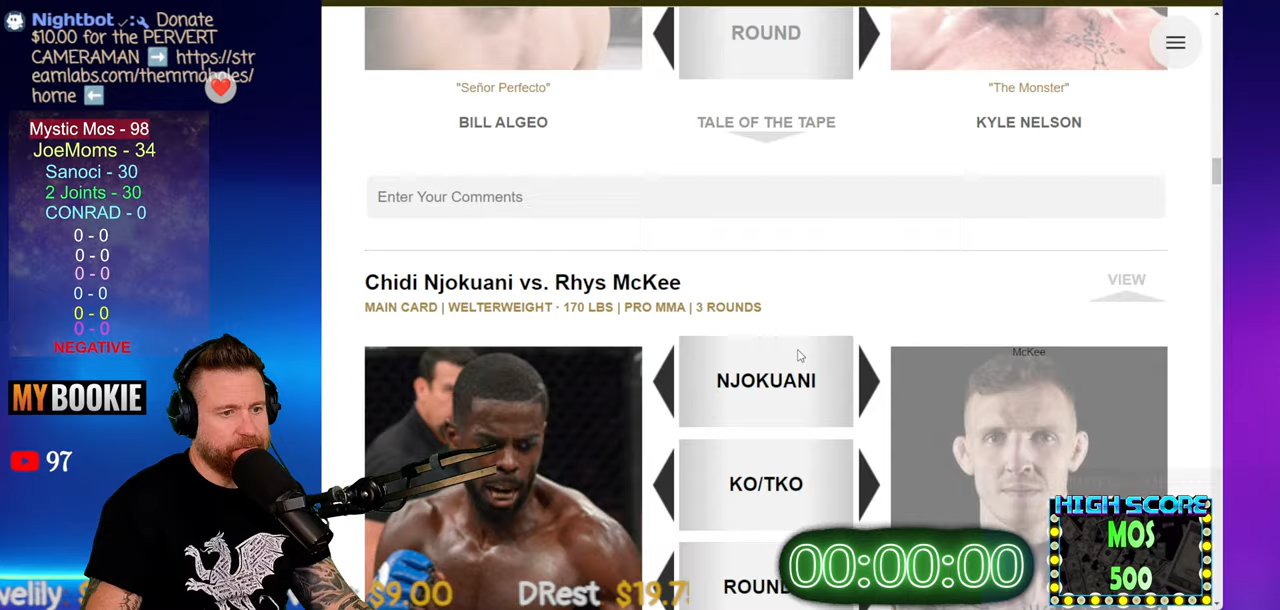 Nightbot ✓: Donate
$10.00 for the PERVERT
CAMERAMAN ➡ https://str
eamlabs.com/themmaholes/
home ⬅
Mystic Mos - 98
JoeMoms - 34
Sanoci - 30
2 Joints - 30
CONRAD - 0
0 - 0
0 - 0
0 - 0
0 - 0
0 - 0
0 - 0
NEGATIVE
MYBOOKIE
97
ROUND
"Señor Perfecto"
"The Monster"
BILL ALGEO
TALE OF THE TAPE
KYLE NELSON
Enter Your Comments
Chidi Njokuani vs. Rhys McKee
VIEW
MAIN CARD | WELTERWEIGHT · 170 LBS | PRO MMA | 3 ROUNDS
McKee
NJOKUANI
KO/TKO
ROUND
HIGH SCORE
MOS
500
00:00:00
velily
$9.00
DRest
$19.7